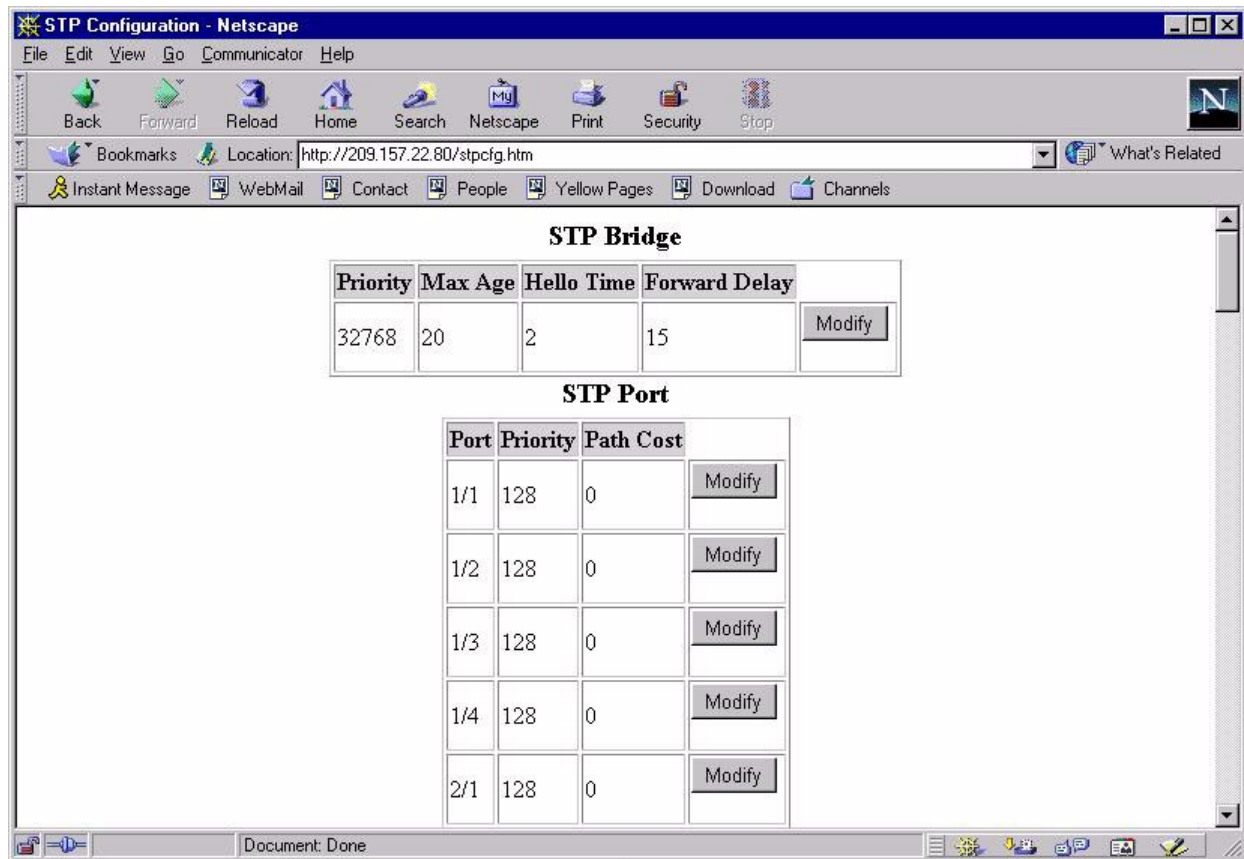 STP Configuration - Netscape
File Edit View Go Communicator Help
Back Forward Reload Home Search Netscape Print Security Stop
My
N
Bookmarks Location: http://209.157.22.80/stpcfg.htm What's Related
Instant Message WebMail Contact People Yellow Pages Download Channels
STP Bridge
Priority Max Age Hello Time Forward Delay
32768 20 2 15 Modify
STP Port
Port Priority Path Cost
1/1 128 0 Modify
1/2 128 0 Modify
1/3 128 0 Modify
1/4 128 0 Modify
2/1 128 0 Modify
Document: Done